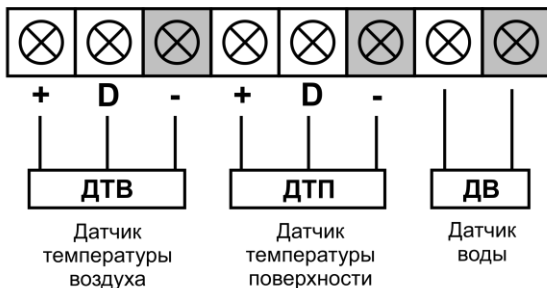 + D - + D -
ДТВ ДТП ДВ
Датчик температуры воздуха
Датчик температуры поверхности
Датчик воды